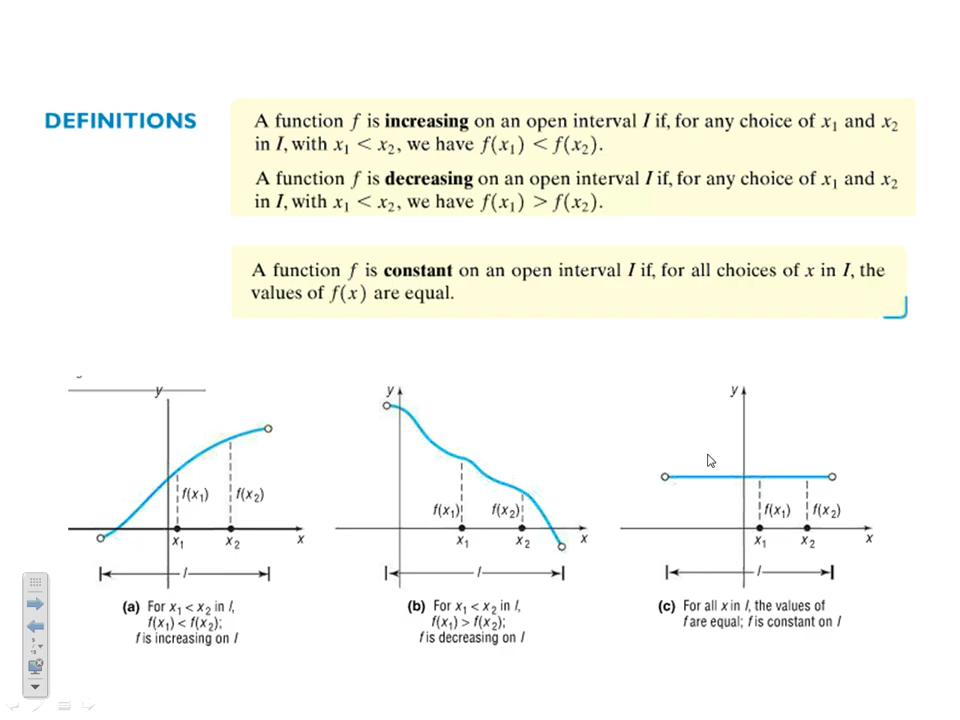 DEFINITIONS
A function f is increasing on an open interval I if, for any choice of x₁ and x₂
in I, with x₁ < x₂, we have f(x₁) < f(x₂).
A function f is decreasing on an open interval I if, for any choice of x₁ and x₂
in I, with x₁ < x₂, we have f(x₁) > f(x₂).
A function f is constant on an open interval I if, for all choices of x in I, the
values of f(x) are equal.
y
f(x₁) f(x₂)
x₁ x₂ x
l
(a) For x₁ < x₂ in l,
f(x₁) < f(x₂);
f is increasing on l
y
f(x₁) f(x₂)
x₁ x₂ x
l
(b) For x₁ < x₂ in l,
f(x₁) > f(x₂);
f is decreasing on l
y
f(x₁) f(x₂)
x₁ x₂ x
l
(c) For all x in l, the values of
f are equal; f is constant on l